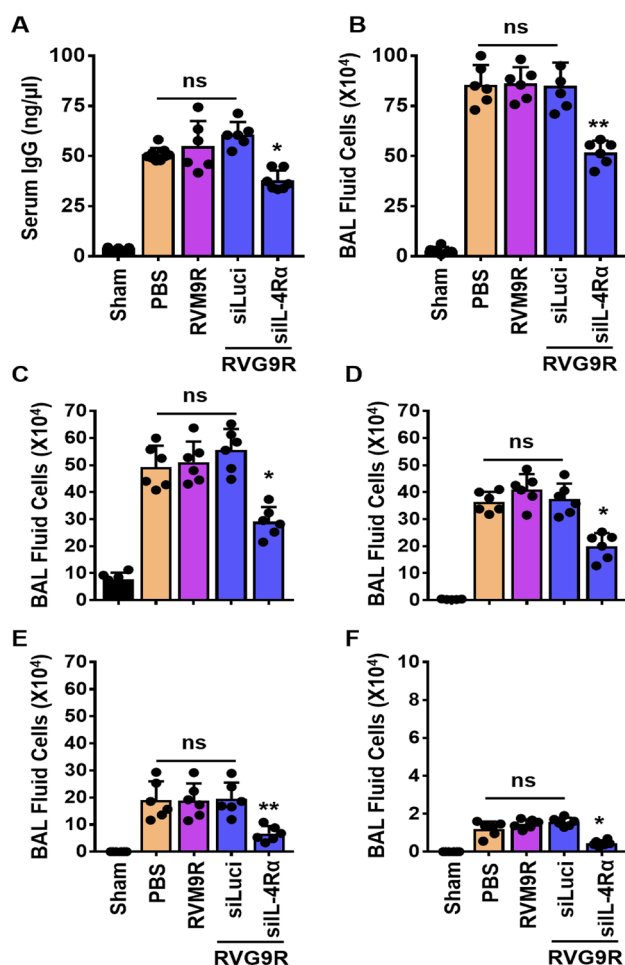 A
Serum IgG (ng/µl)
100
75
50
25
0
ns
*
Sham
PBS
RVM9R
siLuci
siIL-4Rα
RVG9R
B
BAL Fluid Cells (X10⁴)
100
75
50
25
0
ns
**
Sham
PBS
RVM9R
siLuci
siIL-4Rα
RVG9R
C
BAL Fluid Cells (X10⁴)
70
60
50
40
30
20
10
0
ns
*
D
BAL Fluid Cells (X10⁴)
70
60
50
40
30
20
10
0
ns
*
E
BAL Fluid Cells (X10⁴)
70
60
50
40
30
20
10
0
ns
**
Sham
PBS
RVM9R
siLuci
siIL-4Rα
RVG9R
F
BAL Fluid Cells (X10⁴)
10
8
6
4
2
0
ns
*
Sham
PBS
RVM9R
siLuci
siIL-4Rα
RVG9R